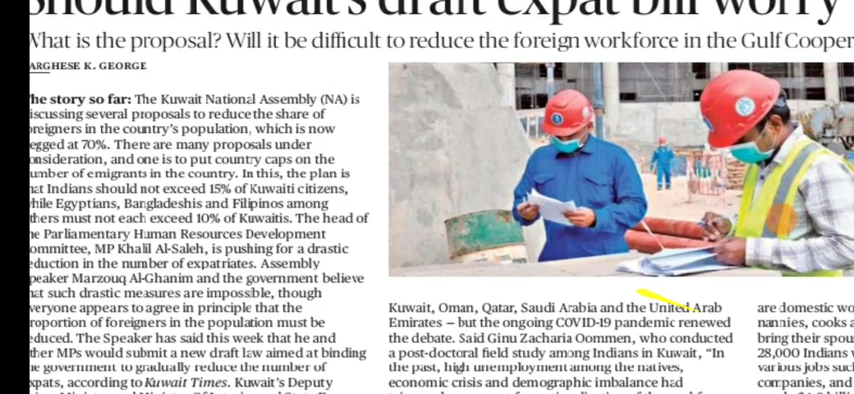 Should Kuwait's draft expat bill worry
What is the proposal? Will it be difficult to reduce the foreign workforce in the Gulf Cooper
ARGHESE K. GEORGE
The story so far: The Kuwait National Assembly (NA) is
iscussing several proposals to reduce the share of
oreigners in the country's population, which is now
egged at 70%. There are many proposals under
onsideration, and one is to put country caps on the
umber of emigrants in the country. In this, the plan is
hat Indians should not exceed 15% of Kuwaiti citizens,
while Egyptians, Bangladeshis and Filipinos among
thers must not each exceed 10% of Kuwaitis. The head of
he Parliamentary Human Resources Development
ommittee, MP Khalil Al-Saleh, is pushing for a drastic
eduction in the number of expatriates. Assembly
peaker Marzouq Al-Ghanim and the government believe
hat such drastic measures are impossible, though
veryone appears to agree in principle that the
roportion of foreigners in the population must be
educed. The Speaker has said this week that he and
ther MPs would submit a new draft law aimed at binding
he government to gradually reduce the number of
xpats, according to Kuwait Times. Kuwait's Deputy
Kuwait, Oman, Qatar, Saudi Arabia and the United Arab
Emirates – but the ongoing COVID-19 pandemic renewed
the debate. Said Ginu Zacharia Oommen, who conducted
a post-doctoral field study among Indians in Kuwait, "In
the past, high unemployment among the natives,
economic crisis and demographic imbalance had
are domestic wo
nannies, cooks a
bring their spou
28,000 Indians w
various jobs suc
companies, and